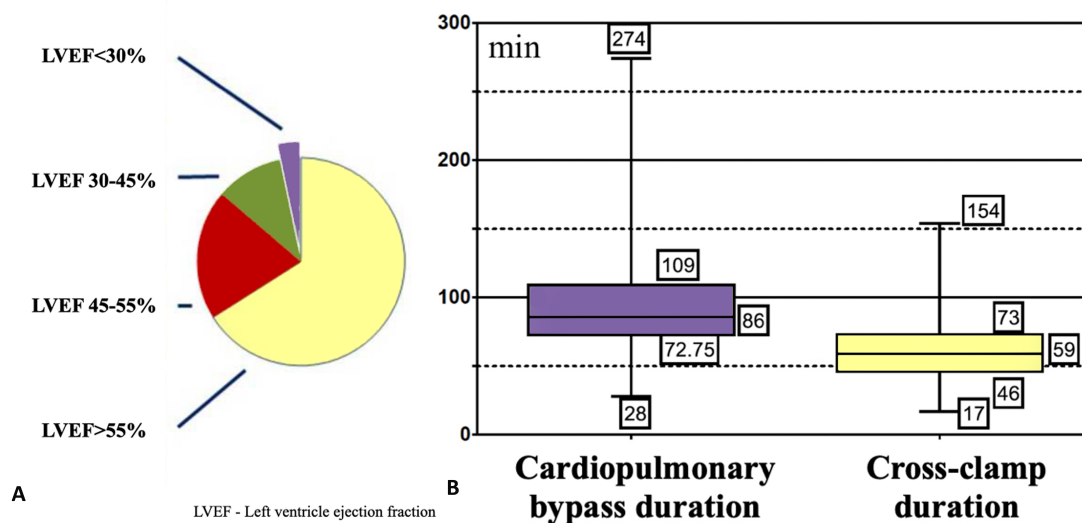 LVEF<30%
LVEF 30-45%
LVEF 45-55%
LVEF>55%
A
LVEF - Left ventricle ejection fraction
300
200
100
0
min
274
109
86
72.75
28
154
73
59
46
17
Cardiopulmonary
bypass duration
Cross-clamp
duration
B